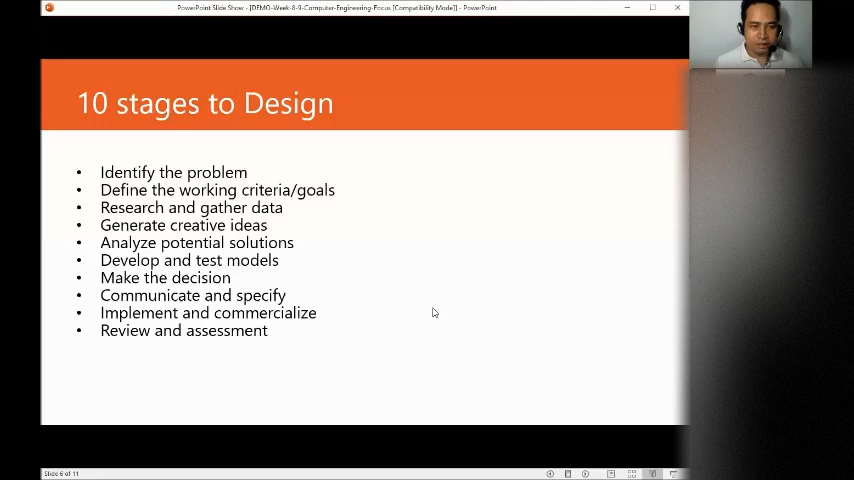 PowerPoint Slide Show - [DEMO-Week-8-9-Computer-Engineering-Focus [Compatibility Mode]] - PowerPoint
10 stages to Design
• Identify the problem
• Define the working criteria/goals
• Research and gather data
• Generate creative ideas
• Analyze potential solutions
• Develop and test models
• Make the decision
• Communicate and specify
• Implement and commercialize
• Review and assessment
Slide 6 of 11